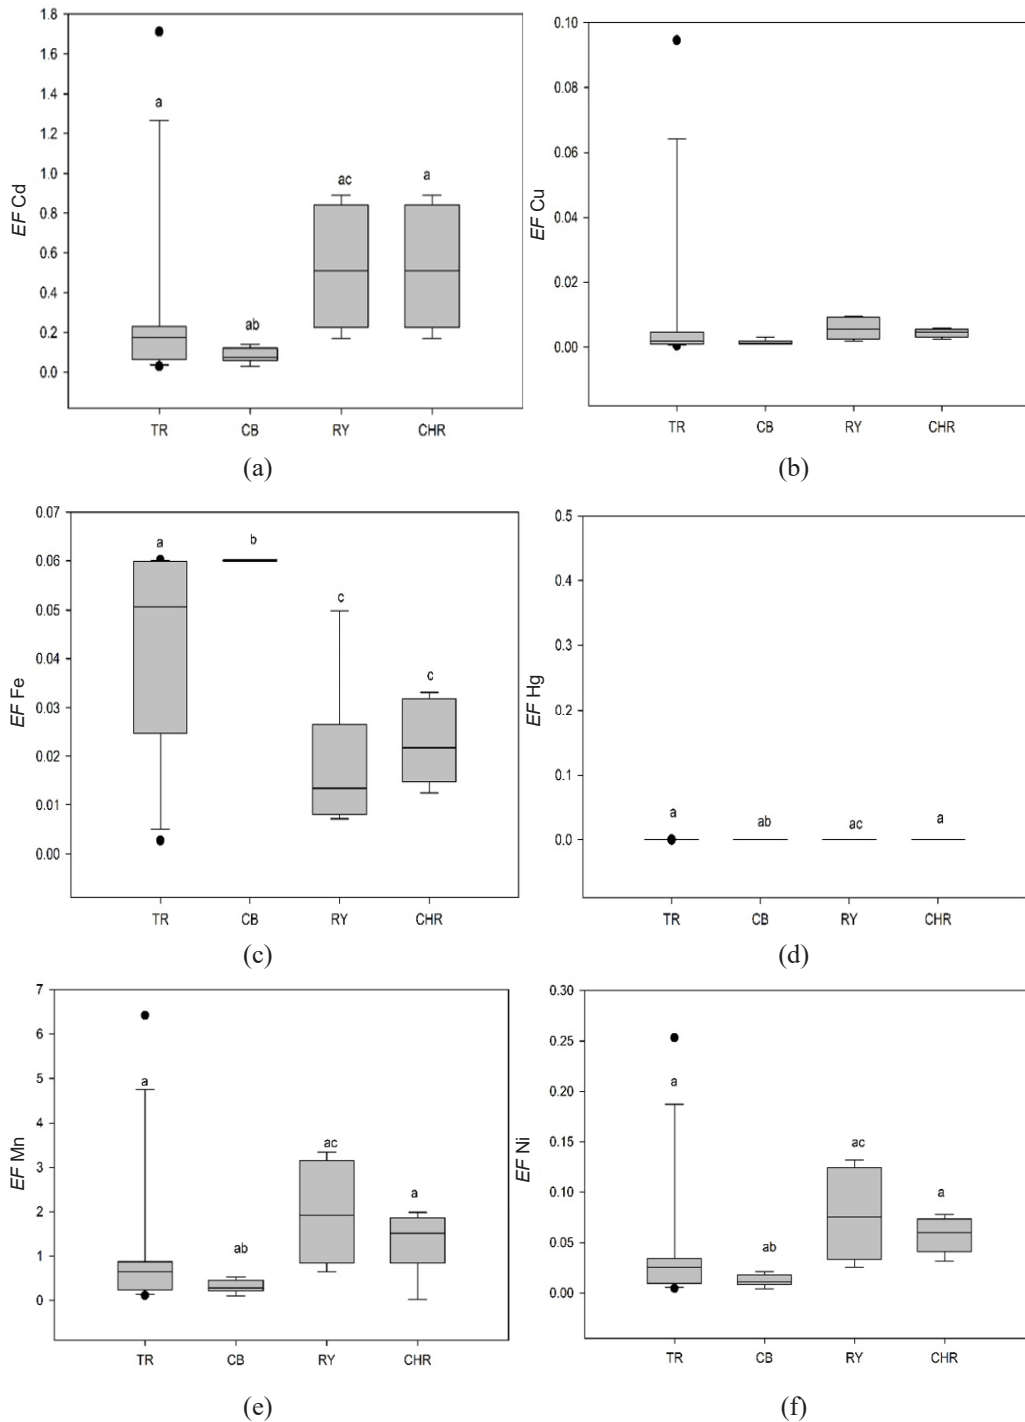 1.8
1.6
1.4
1.2
1.0
0.8
0.6
0.4
0.2
0.0
EF Cd
a
ab
ac
a
TR CB RY CHR
(a)
0.10
0.08
0.06
0.04
0.02
0.00
EF Cu
TR CB RY CHR
(b)
0.07
0.06
0.05
0.04
0.03
0.02
0.01
0.00
EF Fe
a
b
c
c
TR CB RY CHR
(c)
0.5
0.4
0.3
0.2
0.1
0.0
EF Hg
a
ab
ac
a
TR CB RY CHR
(d)
7
6
5
4
3
2
1
0
EF Mn
a
ab
ac
a
TR CB RY CHR
(e)
0.30
0.25
0.20
0.15
0.10
0.05
0.00
EF Ni
a
ab
ac
a
TR CB RY CHR
(f)